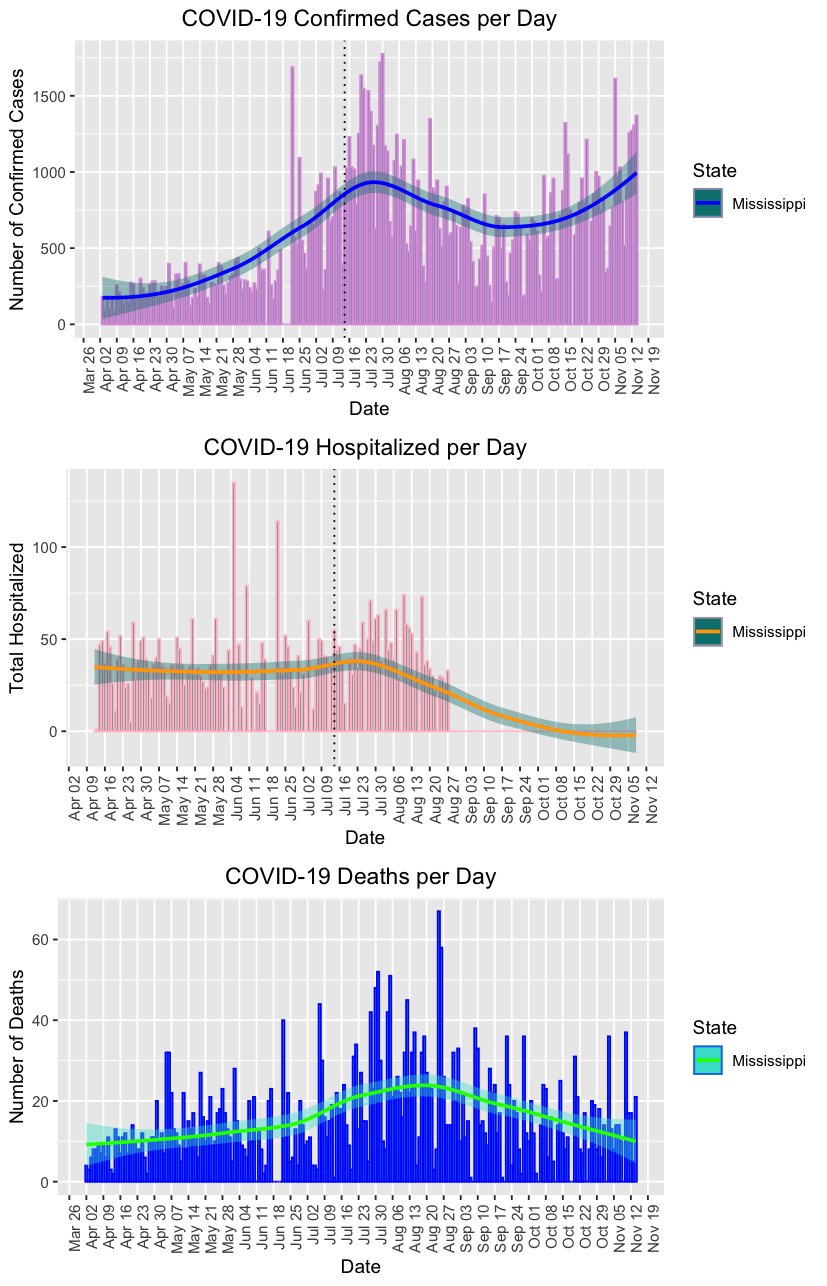 COVID-19 Confirmed Cases per Day
Number of Confirmed Cases
1500
1000
500
0
Mar 26
Apr 02
Apr 09
Apr 16
Apr 23
Apr 30
May 07
May 14
May 21
May 28
Jun 04
Jun 11
Jun 18
Jun 25
Jul 02
Jul 09
Jul 16
Jul 23
Jul 30
Aug 06
Aug 13
Aug 20
Aug 27
Sep 03
Sep 10
Sep 17
Sep 24
Oct 01
Oct 08
Oct 15
Oct 22
Oct 29
Nov 05
Nov 12
Nov 19
Date
State
Mississippi
COVID-19 Hospitalized per Day
Total Hospitalized
100
50
0
Apr 02
Apr 09
Apr 16
Apr 23
Apr 30
May 07
May 14
May 21
May 28
Jun 04
Jun 11
Jun 18
Jun 25
Jul 02
Jul 09
Jul 16
Jul 23
Jul 30
Aug 06
Aug 13
Aug 20
Aug 27
Sep 03
Sep 10
Sep 17
Sep 24
Oct 01
Oct 08
Oct 15
Oct 22
Oct 29
Nov 05
Nov 12
Date
State
Mississippi
COVID-19 Deaths per Day
Number of Deaths
60
40
20
0
Mar 26
Apr 02
Apr 09
Apr 16
Apr 23
Apr 30
May 07
May 14
May 21
May 28
Jun 04
Jun 11
Jun 18
Jun 25
Jul 02
Jul 09
Jul 16
Jul 23
Jul 30
Aug 06
Aug 13
Aug 20
Aug 27
Sep 03
Sep 10
Sep 17
Sep 24
Oct 01
Oct 08
Oct 15
Oct 22
Oct 29
Nov 05
Nov 12
Nov 19
Date
State
Mississippi